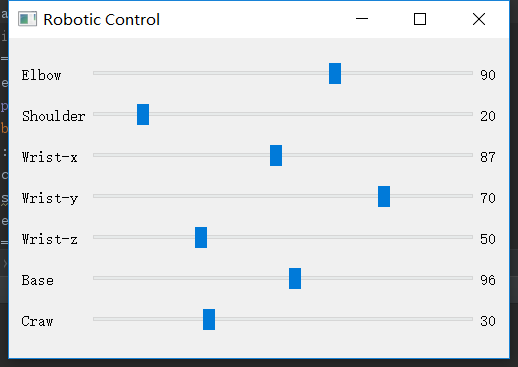 Robotic Control
Elbow 90
Shoulder 20
Wrist-x 87
Wrist-y 70
Wrist-z 50
Base 96
Craw 30